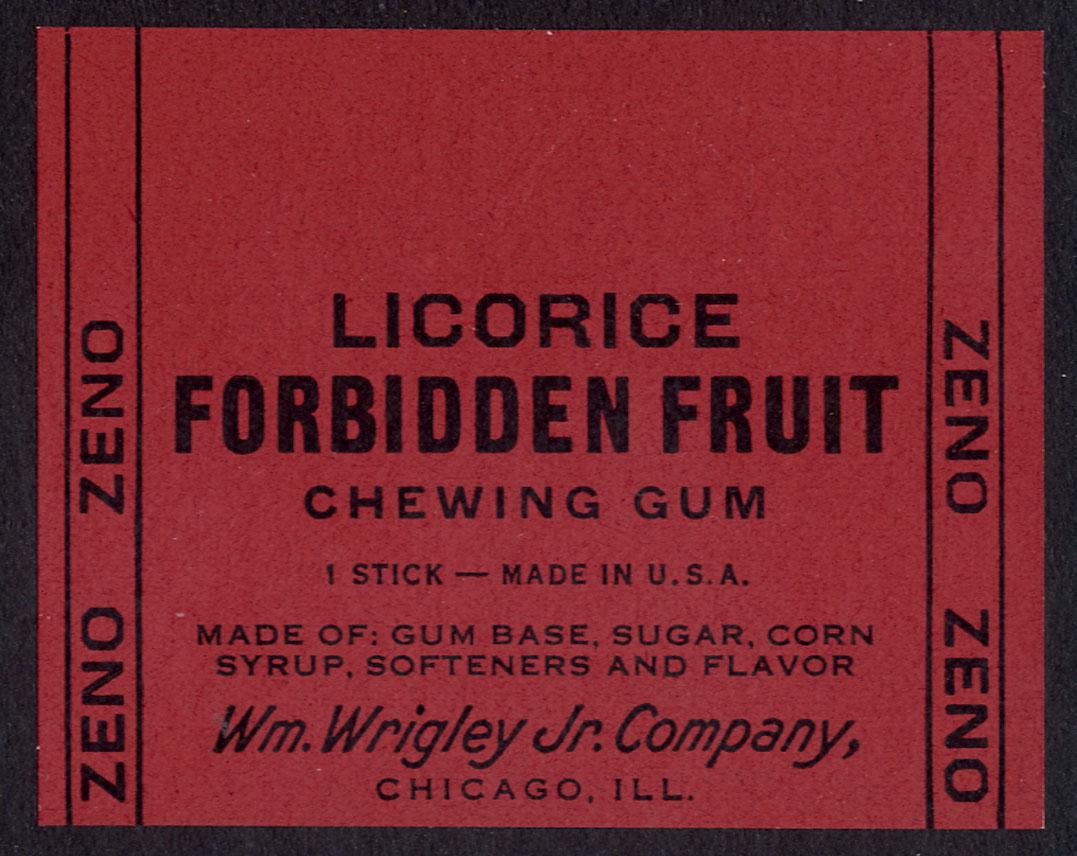 LICORICE
FORBIDDEN FRUIT
CHEWING GUM
1 STICK — MADE IN U.S.A.
MADE OF: GUM BASE, SUGAR, CORN
SYRUP, SOFTENERS AND FLAVOR
Wm. Wrigley Jr. Company,
CHICAGO, ILL.
ZENO ZENO
ZENO ZENO